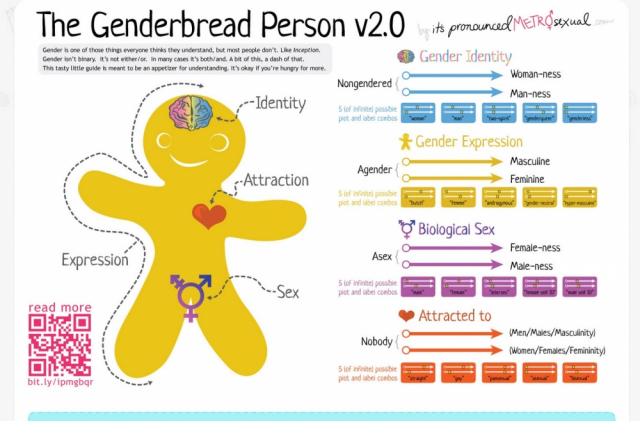 The Genderbread Person v2.0
by its pronounced METROsexual .com
Gender is one of those things everyone thinks they understand, but most people don't. Like Inception.
Gender isn't binary. It's not either/or. In many cases it's both/and. A bit of this, a dash of that.
This tasty little guide is meant to be an appetizer for understanding. It's okay if you're hungry for more.
Identity
Attraction
Expression
Sex
read more
bit.ly/ipmgbqr
Gender Identity
Nongendered
Woman-ness
Man-ness
5 (of infinite) possible
plot and label combos
"woman"
"man"
"two-spirit"
"genderqueer"
"genderless"
Gender Expression
Agender
Masculine
Feminine
5 (of infinite) possible
plot and label combos
"butch"
"femme"
"androgynous"
"gender neutral"
"hyper-masculine"
Biological Sex
Asex
Female-ness
Male-ness
5 (of infinite) possible
plot and label combos
"male"
"female"
"intersex"
Attracted to
Nobody
(Men/Males/Masculinity)
(Women/Females/Femininity)
5 (of infinite) possible
plot and label combos
"straight"
"gay"
"pansexual"
"asexual"
"bisexual"